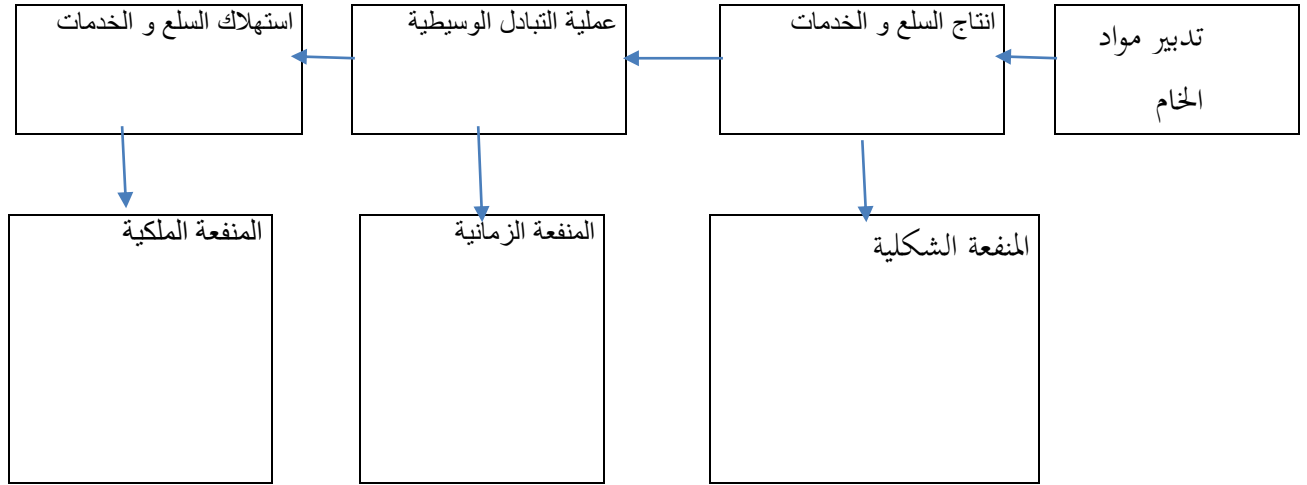 تدبير مواد
الخام
انتاج السلع و الخدمات
عملية التبادل الوسيطية
استهلاك السلع و الخدمات
المنفعة الشكلية
المنفعة الزمانية
المنفعة الملكية